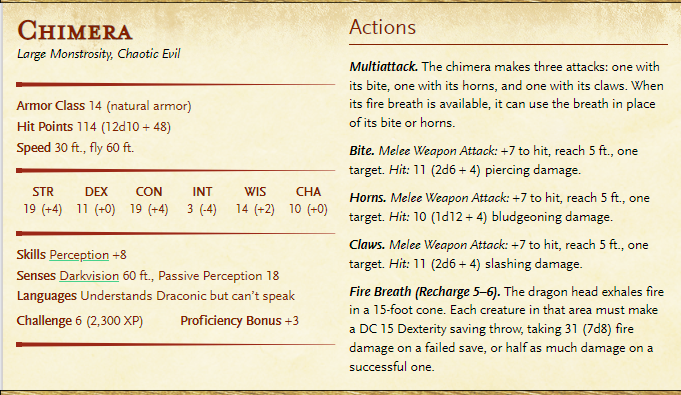 CHIMERA
Large Monstrosity, Chaotic Evil
Armor Class 14 (natural armor)
Hit Points 114 (12d10 + 48)
Speed 30 ft., fly 60 ft.
STR DEX CON INT WIS CHA
19 (+4) 11 (+0) 19 (+4) 3 (-4) 14 (+2) 10 (+0)
Skills Perception +8
Senses Darkvision 60 ft., Passive Perception 18
Languages Understands Draconic but can't speak
Challenge 6 (2,300 XP) Proficiency Bonus +3
Actions
Multiattack. The chimera makes three attacks: one with
its bite, one with its horns, and one with its claws. When
its fire breath is available, it can use the breath in place
of its bite or horns.
Bite. Melee Weapon Attack: +7 to hit, reach 5 ft., one
target. Hit: 11 (2d6 + 4) piercing damage.
Horns. Melee Weapon Attack: +7 to hit, reach 5 ft., one
target. Hit: 10 (1d12 + 4) bludgeoning damage.
Claws. Melee Weapon Attack: +7 to hit, reach 5 ft., one
target. Hit: 11 (2d6 + 4) slashing damage.
Fire Breath (Recharge 5–6). The dragon head exhales fire
in a 15-foot cone. Each creature in that area must make
a DC 15 Dexterity saving throw, taking 31 (7d8) fire
damage on a failed save, or half as much damage on a
successful one.